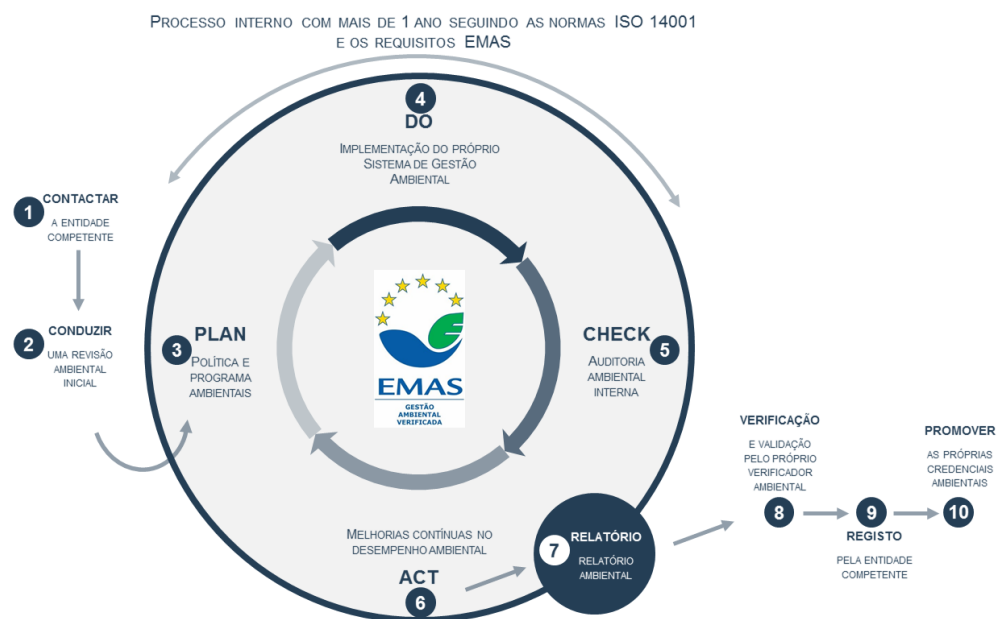 PROCESSO INTERNO COM MAIS DE 1 ANO SEGUINDO AS NORMAS ISO 14001
E OS REQUISITOS EMAS
1
CONTACTAR
A ENTIDADE
COMPETENTE
2
CONDUZIR
UMA REVISÃO
AMBIENTAL
INICIAL
3
PLAN
POLÍTICA E
PROGRAMA
AMBIENTAIS
4
DO
IMPLEMENTAÇÃO DO PRÓPRIO
SISTEMA DE GESTÃO
AMBIENTAL
EMAS
GESTÃO
AMBIENTAL
VERIFICADA
CHECK
5
AUDITORIA
AMBIENTAL
INTERNA
MELHORIAS CONTÍNUAS NO
DESEMPENHO AMBIENTAL
ACT
6
7
RELATÓRIO
RELATÓRIO
AMBIENTAL
VERIFICAÇÃO
E VALIDAÇÃO
PELO PRÓPRIO
VERIFICADOR
AMBIENTAL
8
9
REGISTO
PELA ENTIDADE
COMPETENTE
PROMOVER
AS PRÓPRIAS
CREDENCIAIS
AMBIENTAIS
10